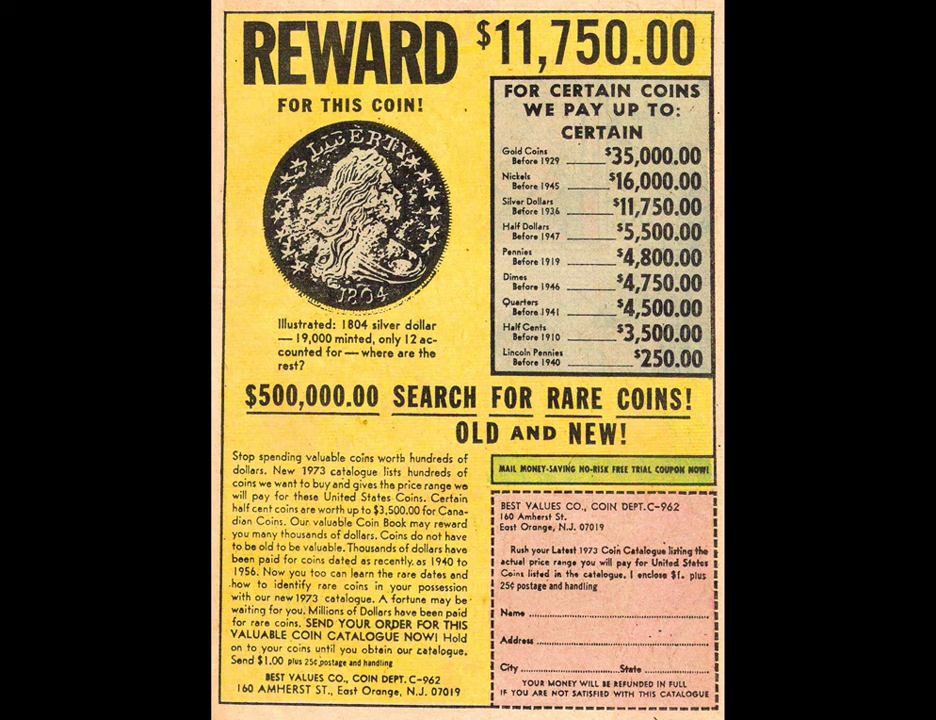 REWARD $11,750.00
FOR THIS COIN!
LIBERTY
1804
Illustrated: 1804 silver dollar
— 19,000 minted, only 12 ac-
counted for — where are the
rest?
FOR CERTAIN COINS
WE PAY UP TO:
CERTAIN
Gold Coins
Before 1929 $35,000.00
Nickels
Before 1945 $16,000.00
Silver Dollars
Before 1936 $11,750.00
Half Dollars
Before 1947 $5,500.00
Pennies
Before 1919 $4,800.00
Dimes
Before 1946 $4,750.00
Quarters
Before 1941 $4,500.00
Half Cents
Before 1910 $3,500.00
Lincoln Pennies
Before 1940 $250.00
$500,000.00 SEARCH FOR RARE COINS!
OLD AND NEW!
Stop spending valuable coins worth hundreds of
dollars. New 1973 catalogue lists hundreds of
coins we want to buy and gives the price range we
will pay for these United States Coins. Certain
half cent coins are worth up to $3,500.00 for Cana-
dian Coins. Our valuable Coin Book may reward
you many thousands of dollars. Coins do not have
to be old to be valuable. Thousands of dollars have
been paid for coins dated as recently as 1940 to
1956. Now you too can learn the rare dates and
how to identify rare coins in your possession
with our new 1973 catalogue. A fortune may be
waiting for you. Millions of Dollars have been paid
for rare coins. SEND YOUR ORDER FOR THIS
VALUABLE COIN CATALOGUE NOW! Hold
on to your coins until you obtain our catalogue.
Send $1.00 plus 25¢ postage and handling
BEST VALUES CO., COIN DEPT. C-962
160 AMHERST ST., East Orange, N.J. 07019
MAIL MONEY-SAVING NO-RISK FREE TRIAL COUPON NOW!
BEST VALUES CO., COIN DEPT. C-962
160 Amherst St.
East Orange, N.J. 07019
Rush your Latest 1973 Coin Catalogue listing the
actual price range you will pay for United States
Coins listed in the catalogue. I enclose $1. plus
25¢ postage and handling
Name
Address
City State
YOUR MONEY WILL BE REFUNDED IN FULL
IF YOU ARE NOT SATISFIED WITH THIS CATALOGUE